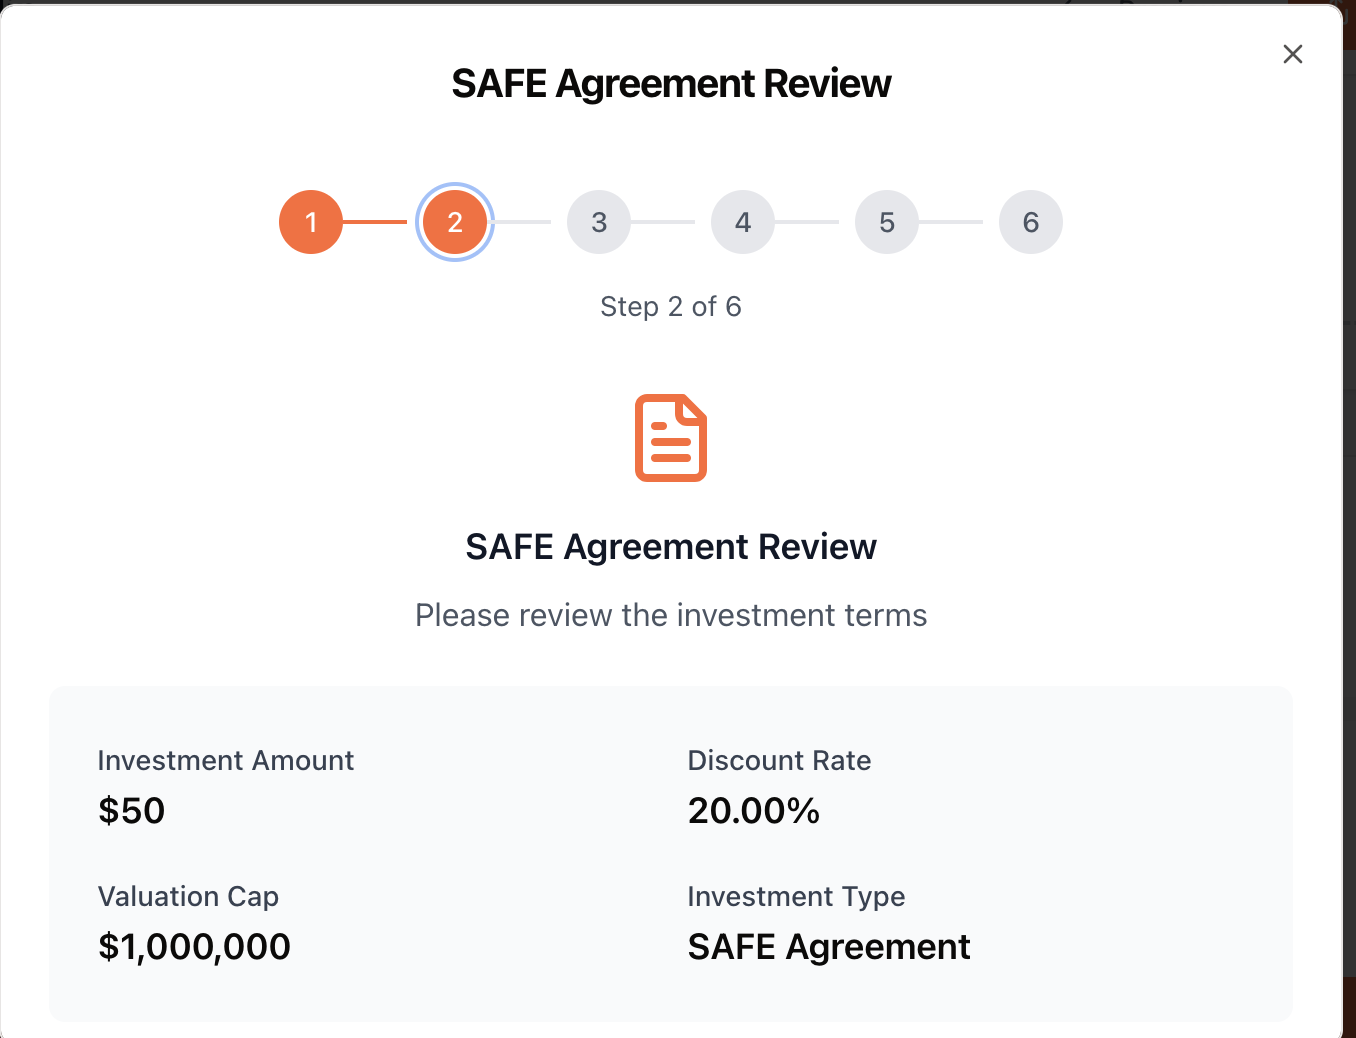 SAFE Agreement Review
1 2 3 4 5 6
Step 2 of 6
SAFE Agreement Review
Please review the investment terms
Investment Amount Discount Rate
$50 20.00%
Valuation Cap Investment Type
$1,000,000 SAFE Agreement